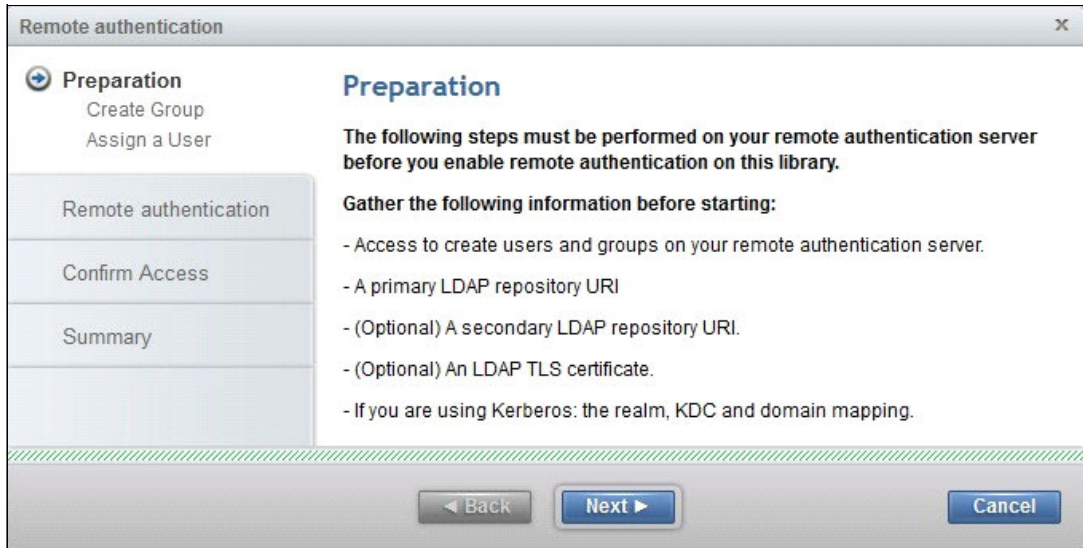 Remote authentication x
Preparation
Create Group
Assign a User
Remote authentication
Confirm Access
Summary
Preparation
The following steps must be performed on your remote authentication server
before you enable remote authentication on this library.
Gather the following information before starting:
- Access to create users and groups on your remote authentication server.
- A primary LDAP repository URI
- (Optional) A secondary LDAP repository URI.
- (Optional) An LDAP TLS certificate.
- If you are using Kerberos: the realm, KDC and domain mapping.
◄ Back Next ► Cancel